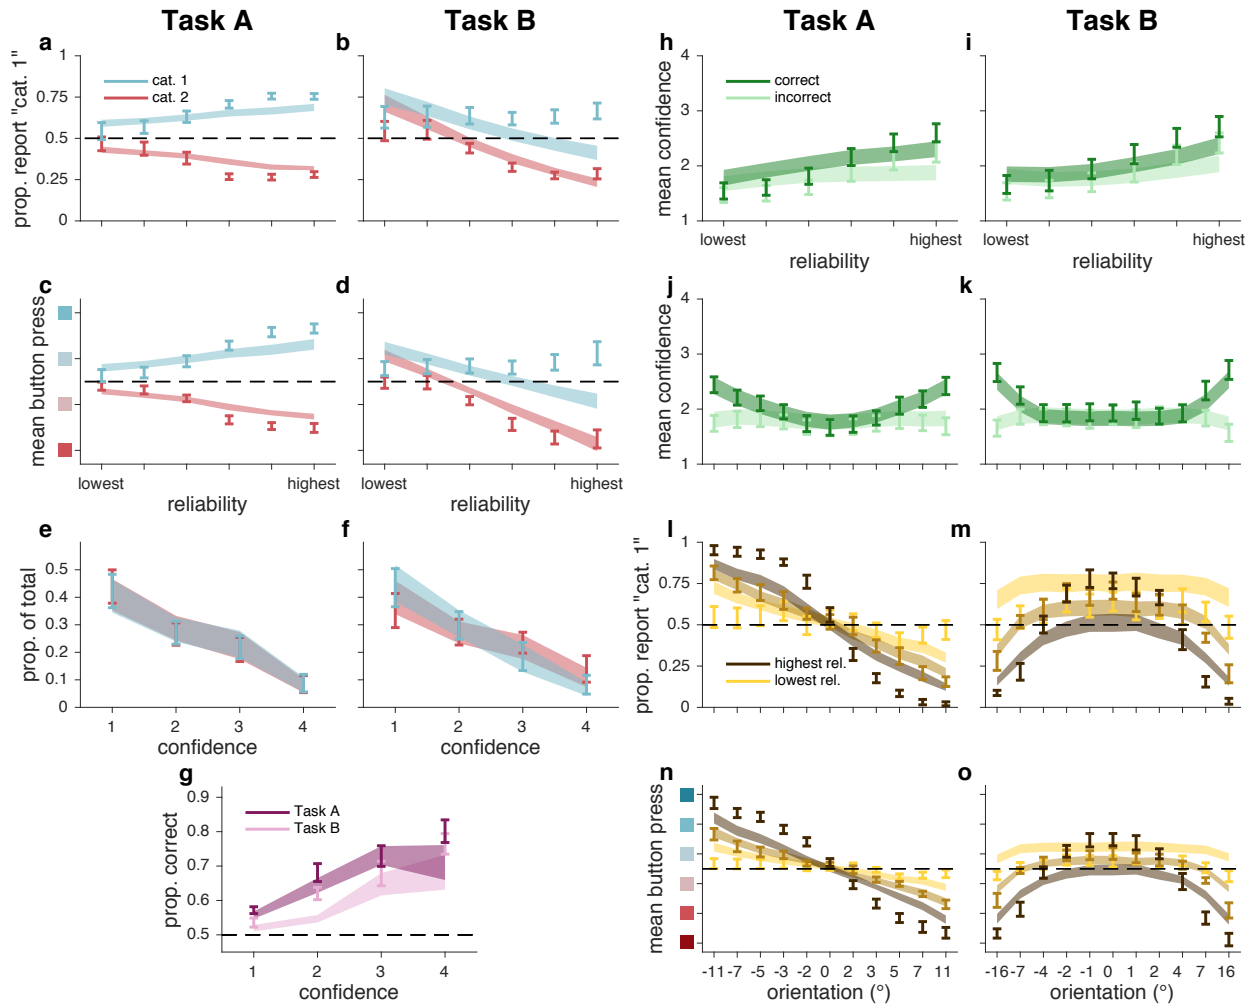 Task A
Task B
Task A
Task B
a
b
h
i
prop. report "cat. 1"
1
0.75
0.5
0.25
0
cat. 1
cat. 2
mean confidence
4
3
2
1
correct
incorrect
lowest
highest
reliability
lowest
highest
reliability
c
d
j
k
mean button press
lowest
highest
reliability
lowest
highest
reliability
mean confidence
4
3
2
1
e
f
l
m
prop. of total
0.5
0.4
0.3
0.2
0.1
0
1
2
3
4
confidence
1
2
3
4
confidence
prop. report "cat. 1"
1
0.75
0.5
0.25
0
highest rel.
lowest rel.
g
n
o
prop. correct
0.9
0.8
0.7
0.6
0.5
Task A
Task B
1
2
3
4
confidence
mean button press
-11 -7 -5 -3 -2 0 2 3 5 7 11
orientation (°)
-16 -7 -4 -2 -1 0 1 2 4 7 16
orientation (°)